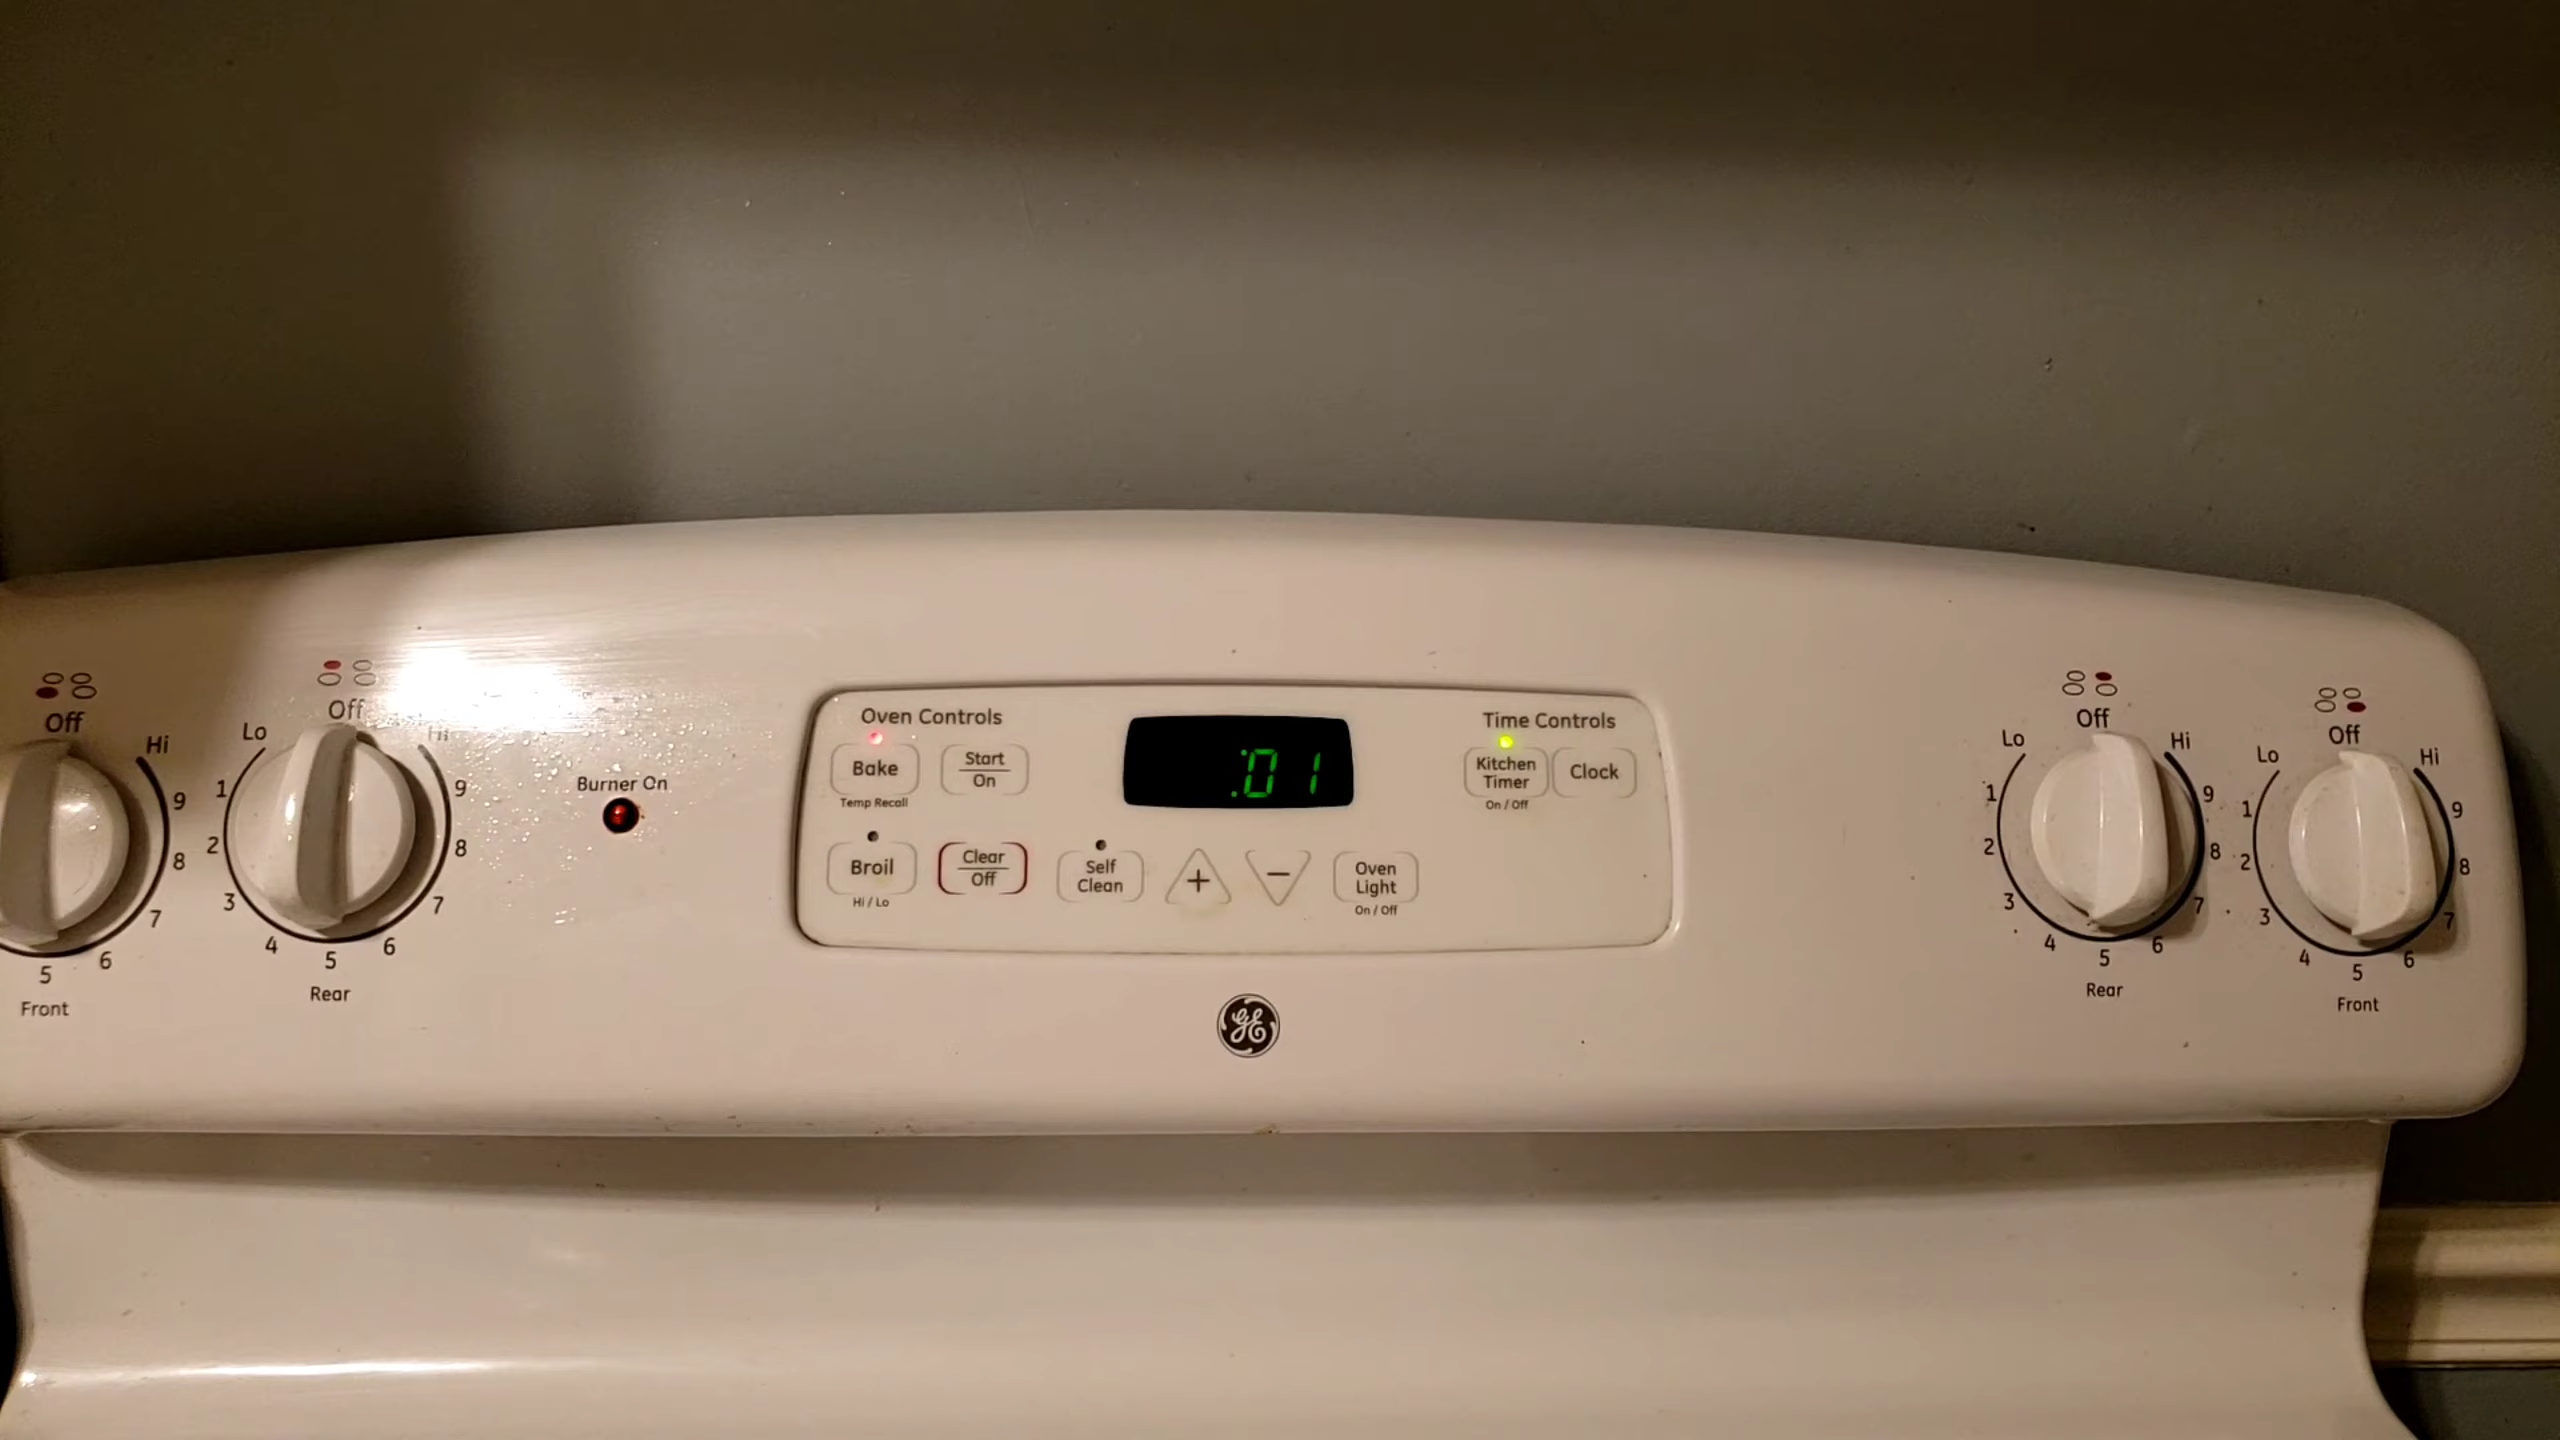 Off
Hi
9
8
7
6
5
Front
Off
Lo
Hi
1
2
3
4
5
6
7
8
9
Rear
Burner On
Oven Controls
Bake
Temp Recall
Start
On
Broil
Hi / Lo
Clear
Off
Self
Clean
+
−
Oven
Light
On / Off
:01
Time Controls
Kitchen
Timer
On / Off
Clock
GE
Off
Lo
Hi
1
2
3
4
5
6
7
8
9
Rear
Off
Lo
Hi
1
2
3
4
5
6
7
8
9
Front